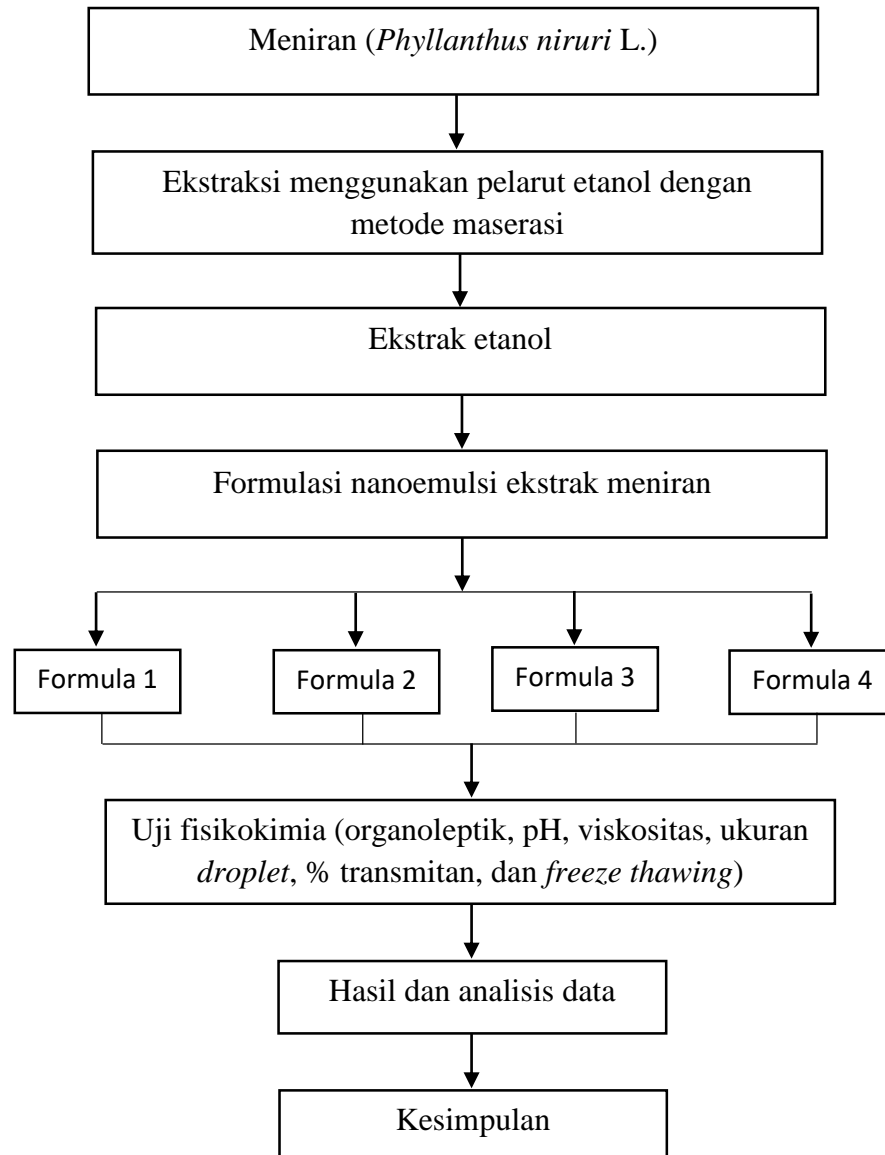 Meniran (Phyllanthus niruri L.)
Ekstraksi menggunakan pelarut etanol dengan
metode maserasi
Ekstrak etanol
Formulasi nanoemulsi ekstrak meniran
Formula 1
Formula 2
Formula 3
Formula 4
Uji fisikokimia (organoleptik, pH, viskositas, ukuran
droplet, % transmitan, dan freeze thawing)
Hasil dan analisis data
Kesimpulan